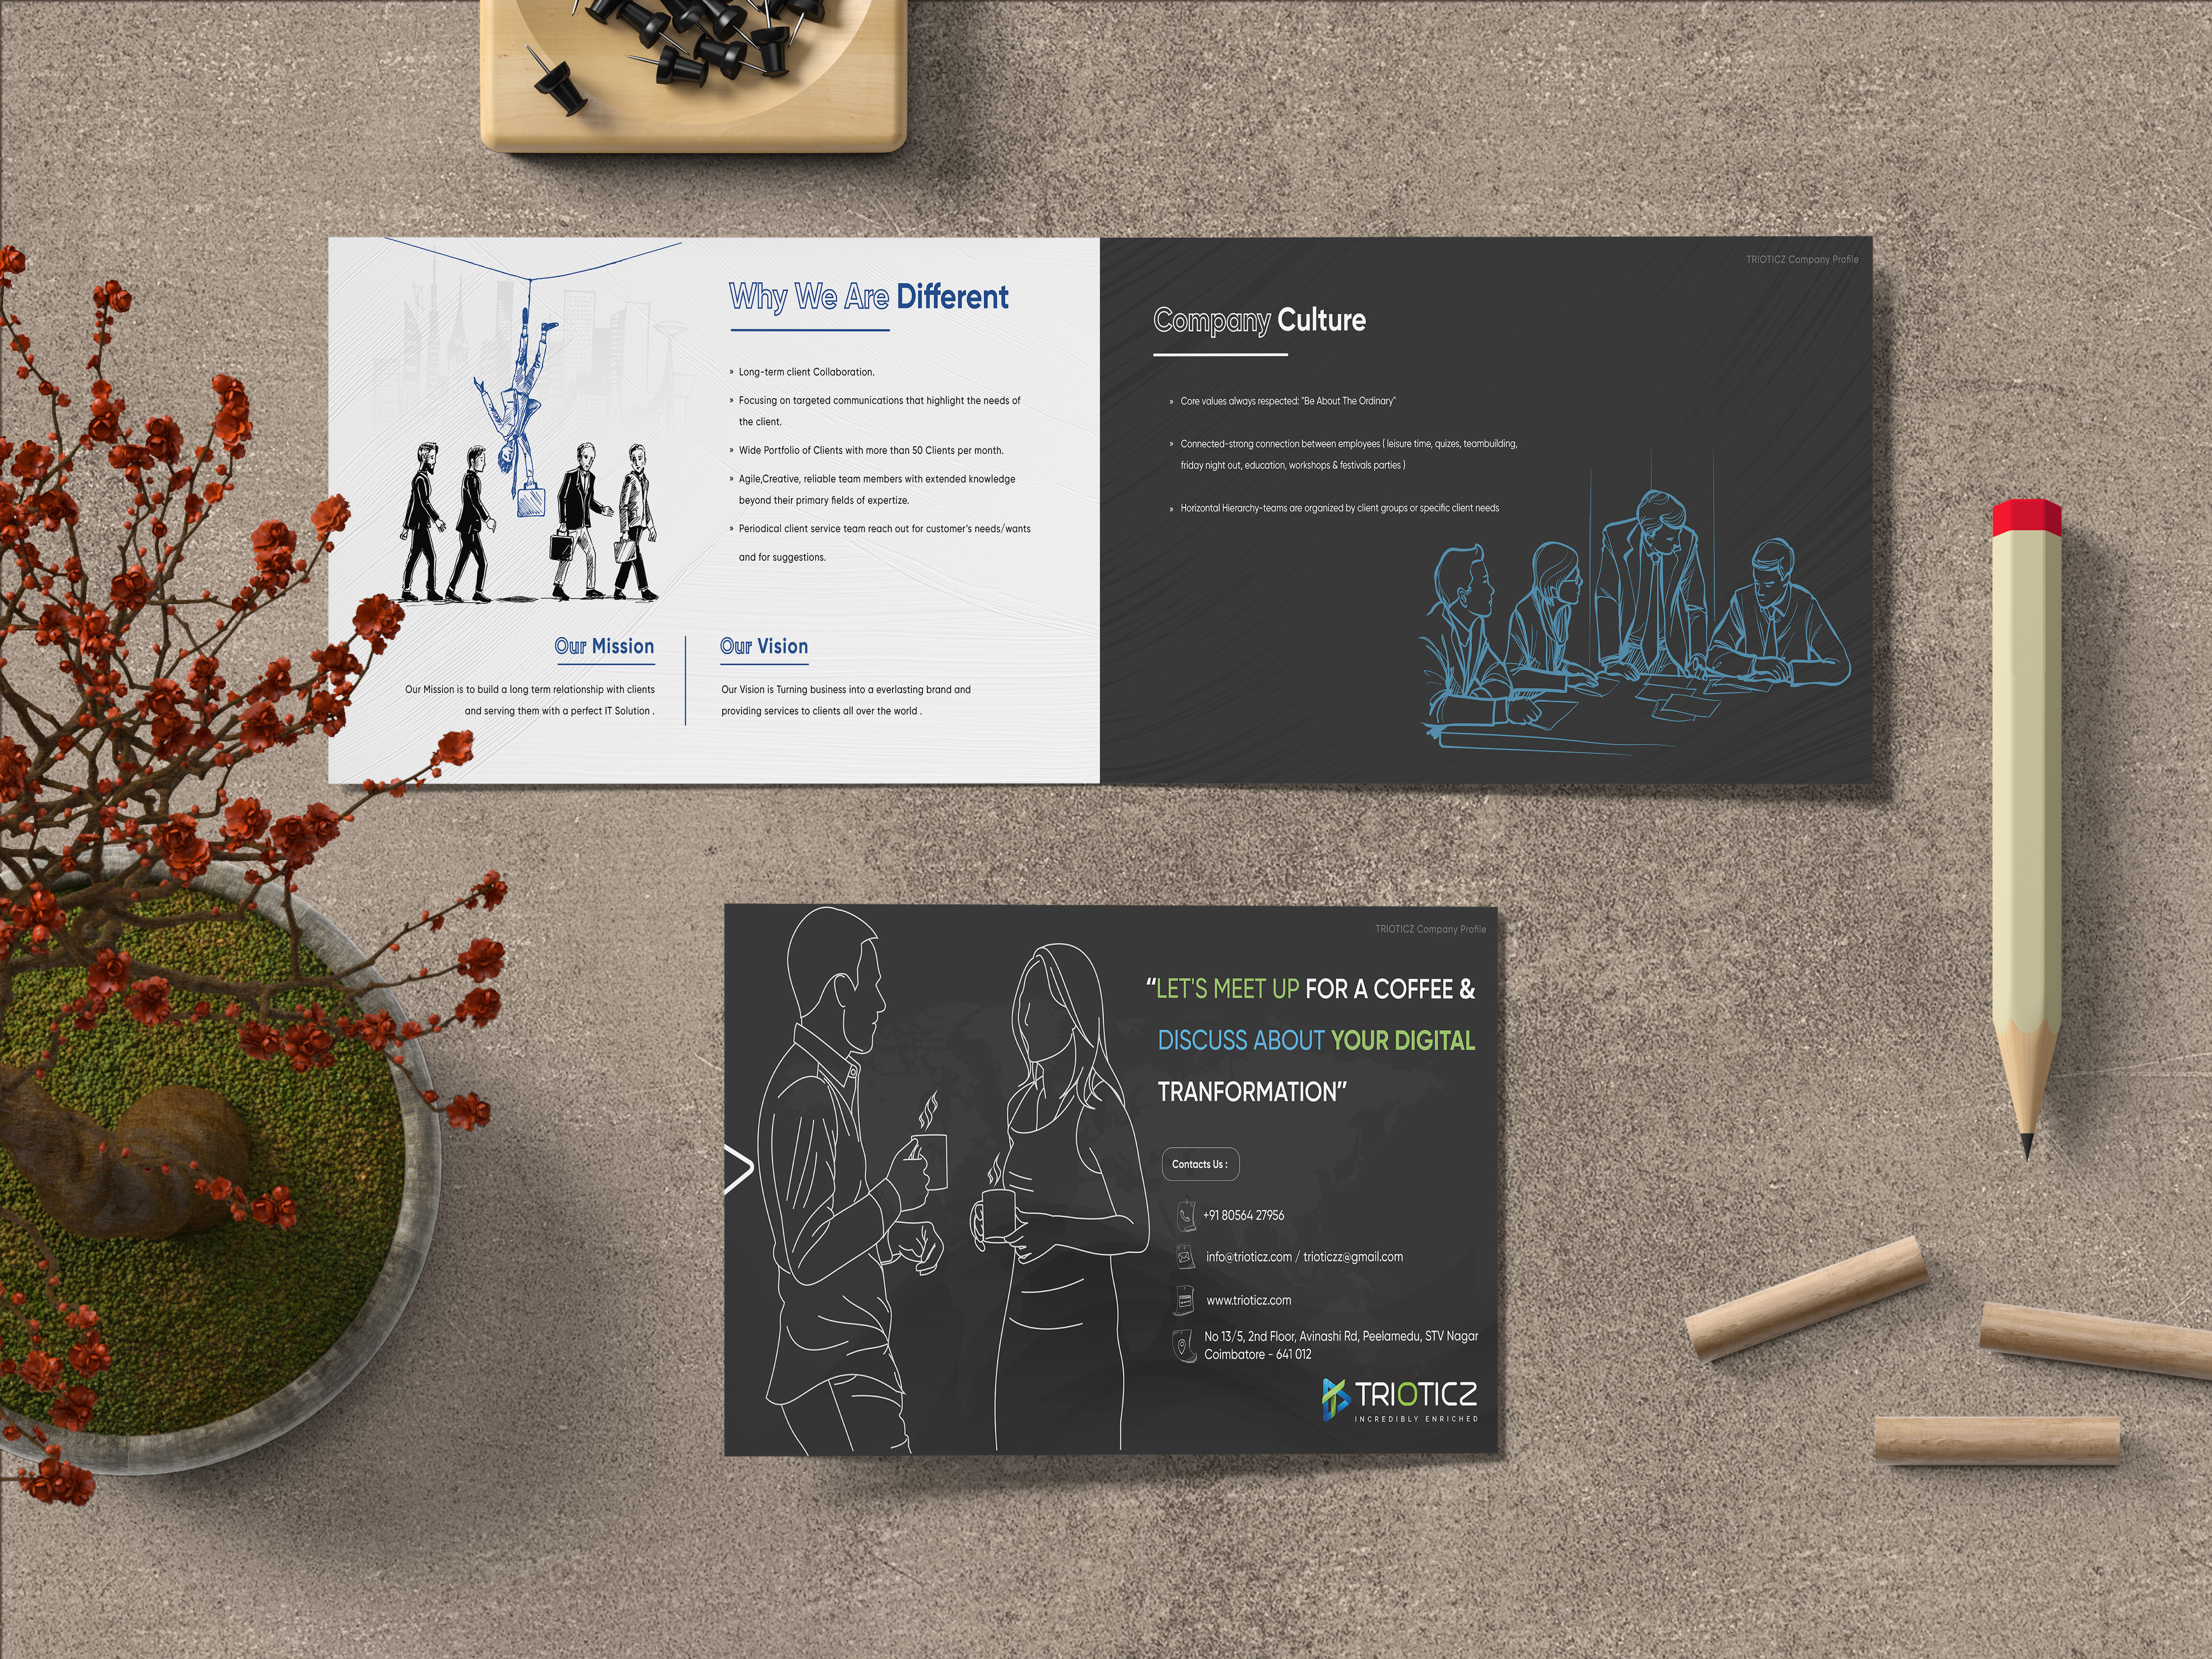 Why We Are Different
» Long-term client Collaboration.
» Focusing on targeted communications that highlight the needs of
the client.
» Wide Portfolio of Clients with more than 50 Clients per month.
» Agile,Creative, reliable team members with extended knowledge
beyond their primary fields of expertize.
» Periodical client service team reach out for customer's needs/wants
and for suggestions.
Our Mission
Our Mission is to build a long term relationship with clients
and serving them with a perfect IT Solution .
Our Vision
Our Vision is Turning business into a everlasting brand and
providing services to clients all over the world .
TRIOTICZ Company Profile
Company Culture
» Core values always respected: "Be About The Ordinary"
» Connected-strong connection between employees ( leisure time, quizes, teambuilding,
friday night out, education, workshops & festivals parties )
» Horizontal Hierarchy-teams are organized by client groups or specific client needs
TRIOTICZ Company Profile
“LET'S MEET UP FOR A COFFEE &
DISCUSS ABOUT YOUR DIGITAL
TRANFORMATION”
Contacts Us :
+91 80564 27956
info@trioticz.com / trioticzz@gmail.com
www.trioticz.com
No 13/5, 2nd Floor, Avinashi Rd, Peelamedu, STV Nagar
Coimbatore - 641 012
TRIOTICZ
INCREDIBLY ENRICHED